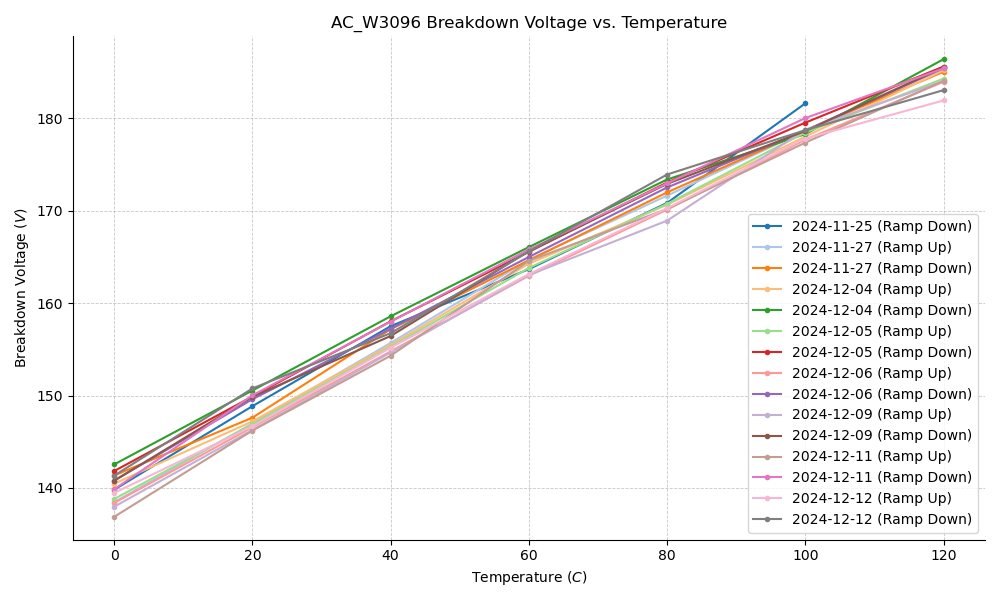 AC_W3096 Breakdown Voltage vs. Temperature
Breakdown Voltage (V)
180
170
160
150
140
0 20 40 60 80 100 120
Temperature (C)
2024-11-25 (Ramp Down)
2024-11-27 (Ramp Up)
2024-11-27 (Ramp Down)
2024-12-04 (Ramp Up)
2024-12-04 (Ramp Down)
2024-12-05 (Ramp Up)
2024-12-05 (Ramp Down)
2024-12-06 (Ramp Up)
2024-12-06 (Ramp Down)
2024-12-09 (Ramp Up)
2024-12-09 (Ramp Down)
2024-12-11 (Ramp Up)
2024-12-11 (Ramp Down)
2024-12-12 (Ramp Up)
2024-12-12 (Ramp Down)